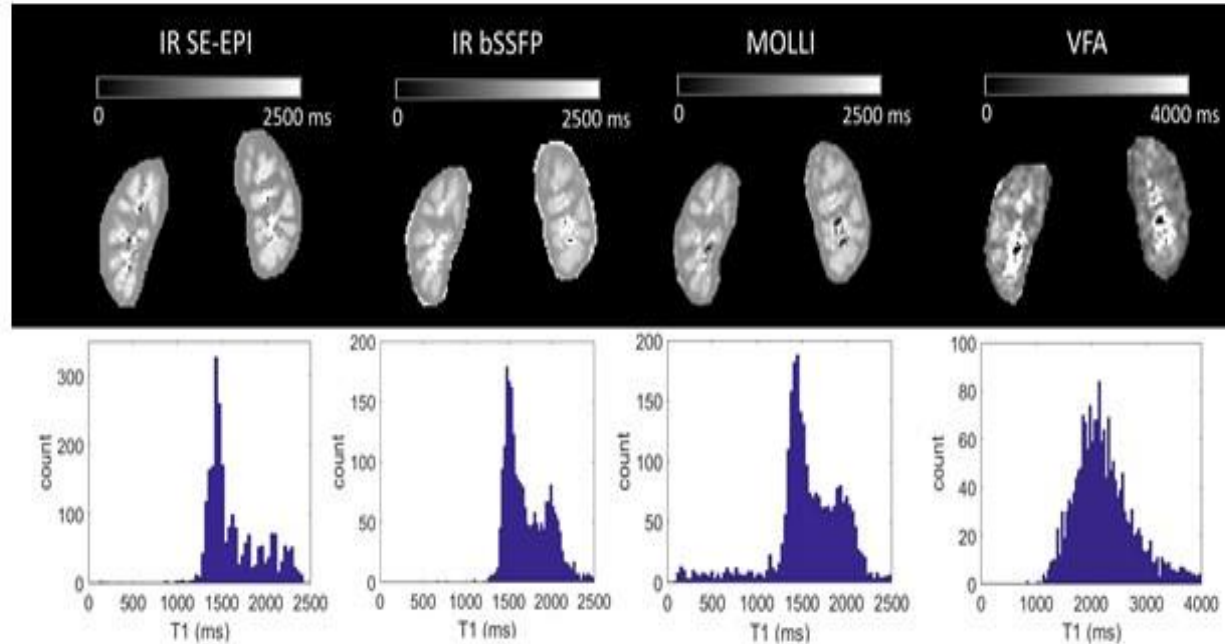 IR SE-EPI IR bSSFP MOLLI VFA
0 2500 ms 0 2500 ms 0 2500 ms 0 4000 ms
300
200
100
0
count
0 500 1000 1500 2000 2500
T1 (ms)
200
150
100
50
0
count
0 500 1000 1500 2000 2500
T1 (ms)
200
150
100
50
0
count
0 500 1000 1500 2000 2500
T1 (ms)
100
80
60
40
20
0
count
0 1000 2000 3000 4000
T1 (ms)